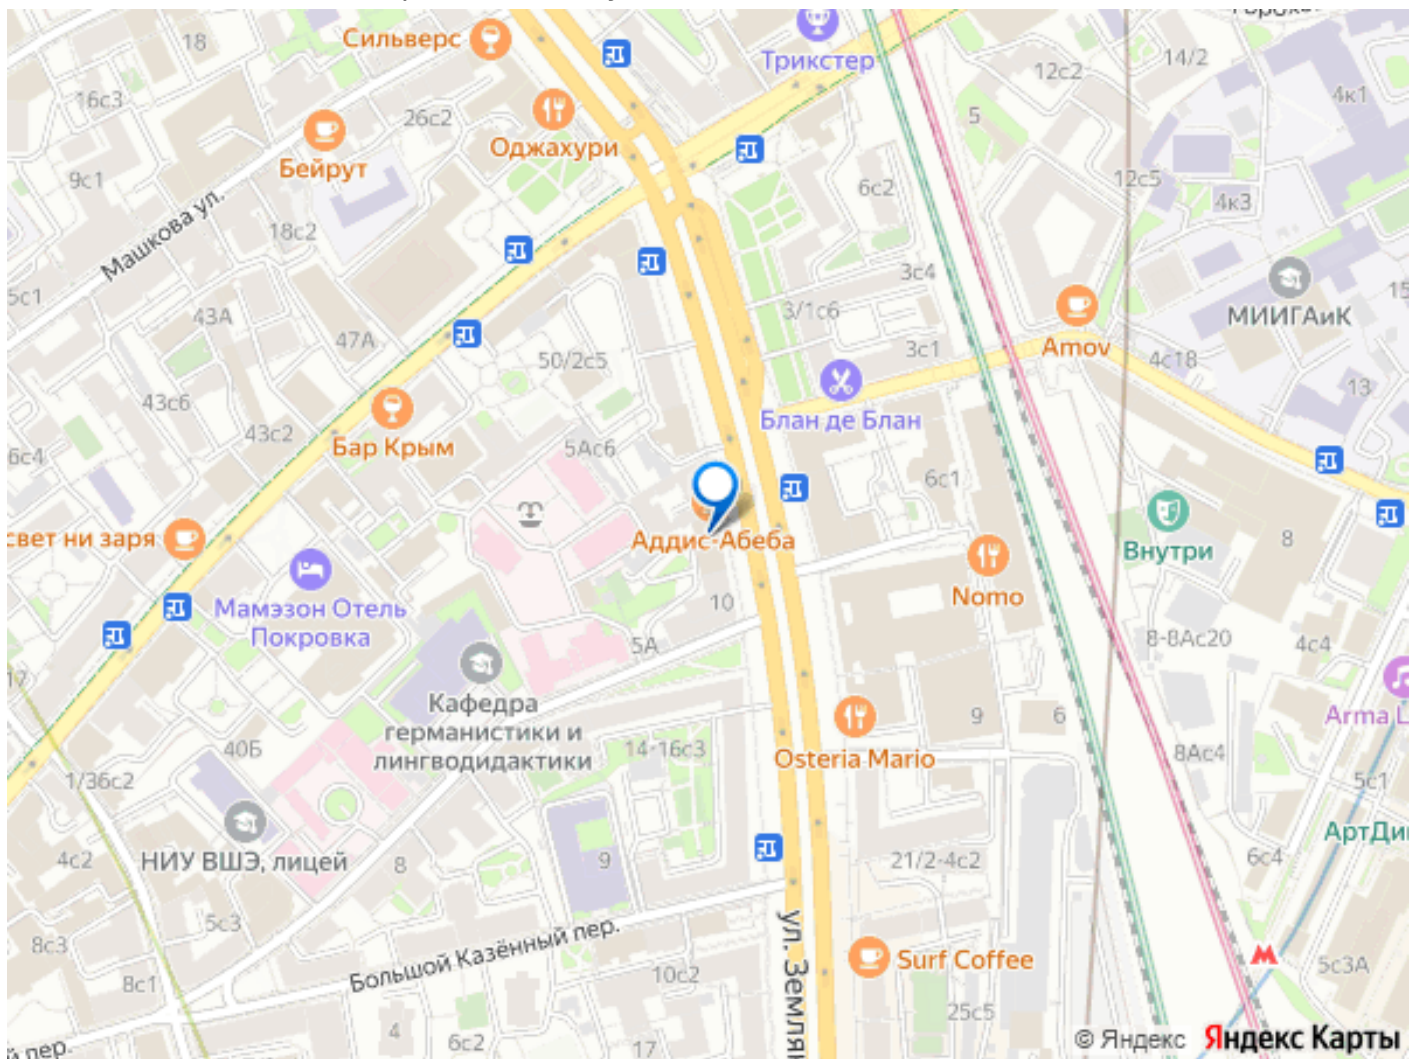 18
Сильверс
Трикстер
14/2
12с2
4к1
16с3
26с2
Оджахури
5
Бейрут
9с1
12с5
6с2
4к3
Машкова ул.
18с2
3с4
5с1
43А
3/1с6
МИИГАиК
15
47А
50/2с5
3с1
Amov
4с18
13
43с6
Блан де Блан
43с2
Бар Крым
5Ас6
6с4
6с1
свет ни заря
Аддис-Абеба
Внутри
8
Мамэзон Отель
Покровка
10
Nomo
5А
8-8Ас20
4с4
17
Кафедра
германистики и
лингводидактики
9
6
Arma L
40Б
14-16с3
Osteria Mario
8Ас4
5с1
1/36с2
АртДи
4с2
НИУ ВШЭ, лицей
8
9
21/2-4с2
6с4
5с3
8с3
Большой Казённый пер.
ул. Землян
8с1
10с2
Surf Coffee
5с3А
25с5
4
6с2
17
й пер.
© Яндекс Яндекс Карты